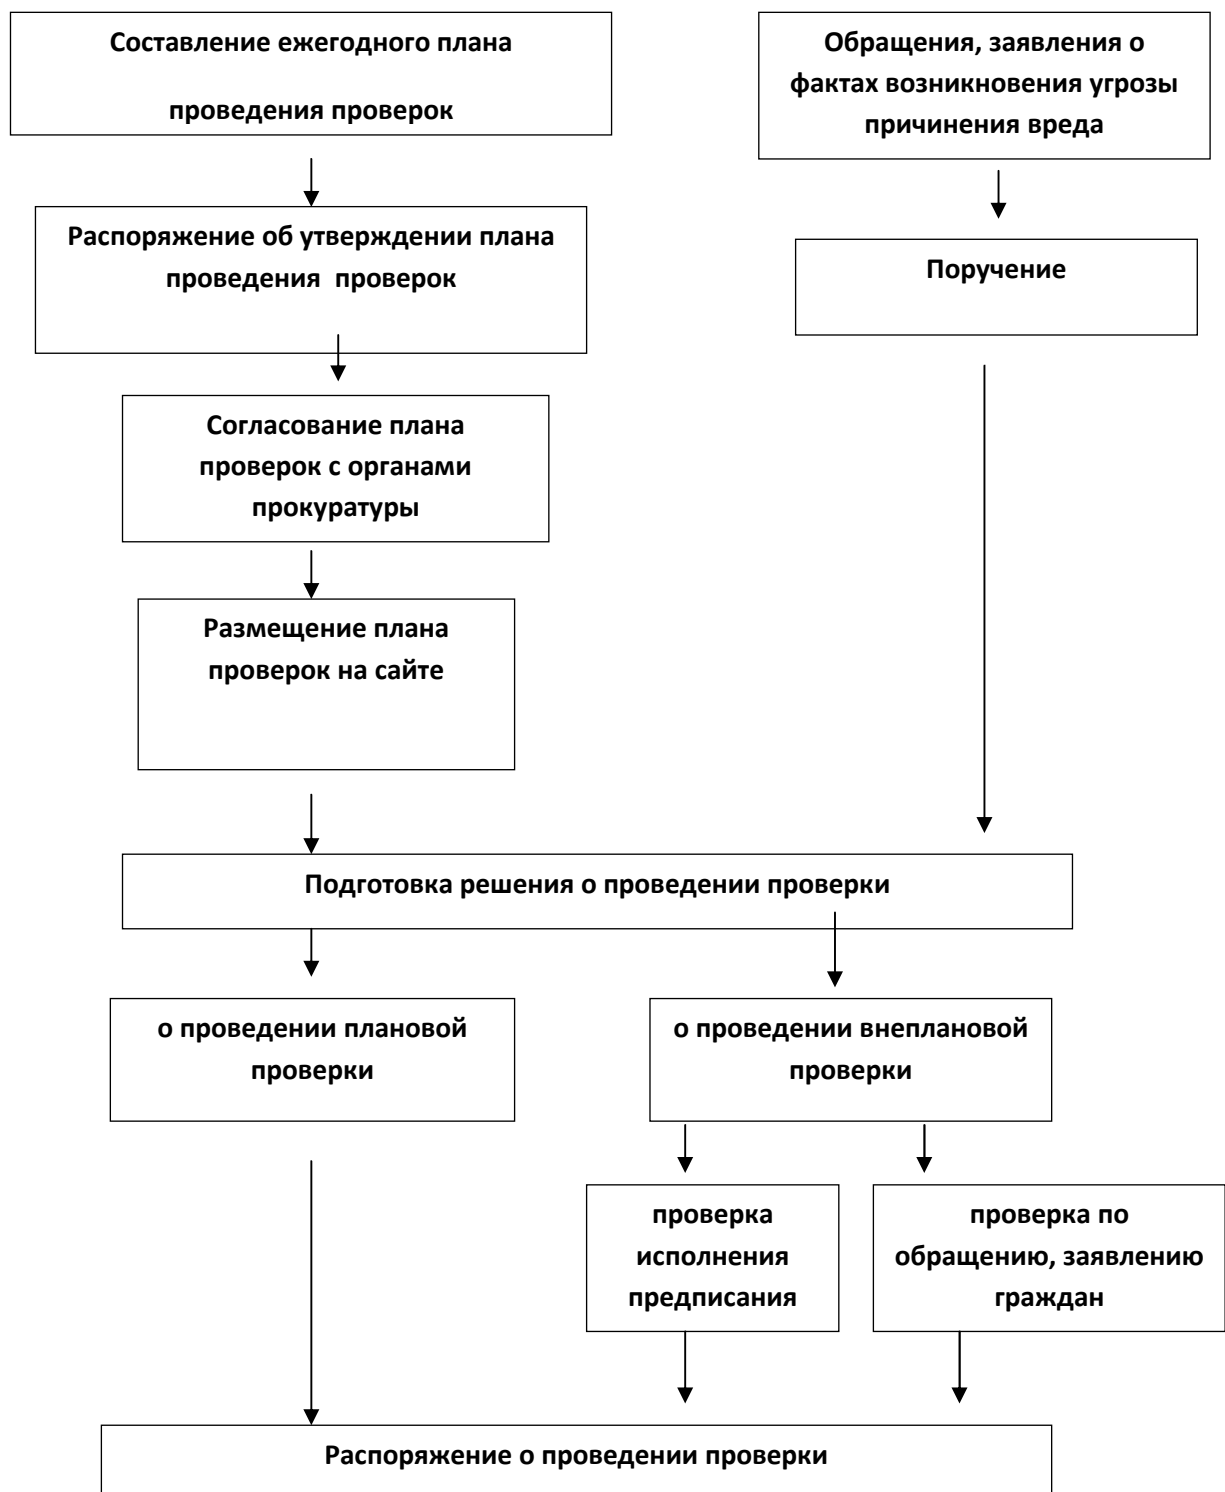 Составление ежегодного плана
проведения проверок
Обращения, заявления о
фактах возникновения угрозы
причинения вреда
Распоряжение об утверждении плана
проведения  проверок
Поручение
Согласование плана
проверок с органами
прокуратуры
Размещение плана
проверок на сайте
Подготовка решения о проведении проверки
о проведении плановой
проверки
о проведении внеплановой
проверки
проверка
исполнения
предписания
проверка по
обращению, заявлению
граждан
Распоряжение о проведении проверки